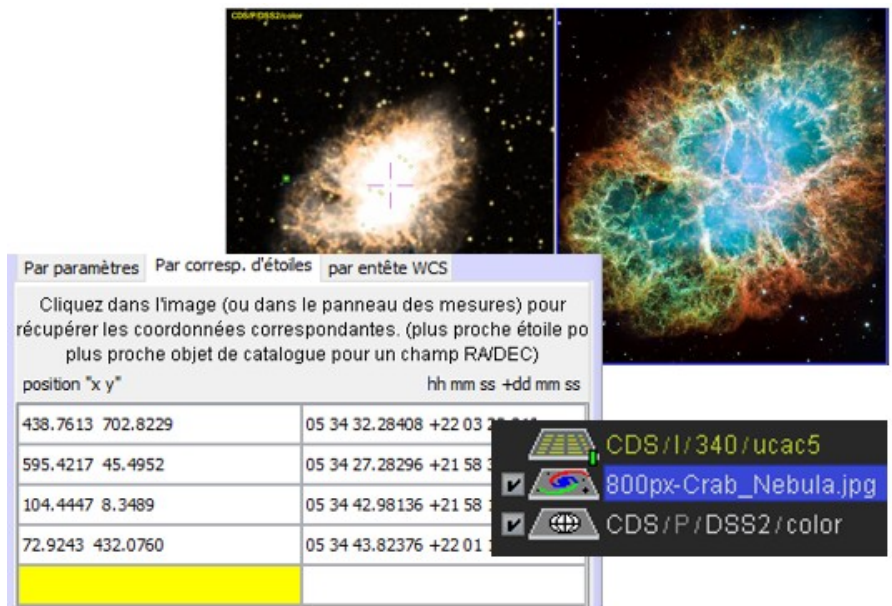 CDS/P/DSS2/color
Par paramètres Par corresp. d'étoiles par entête WCS
Cliquez dans l'image (ou dans le panneau des mesures) pour
récupérer les coordonnées correspondantes. (plus proche étoile po
plus proche objet de catalogue pour un champ RA/DEC)
position "x y" hh mm ss +dd mm ss
438.7613 702.8229 05 34 32.28408 +22 03
595.4217 45.4952 05 34 27.28296 +21 58
104.4447 8.3489 05 34 42.98136 +21 58
72.9243 432.0760 05 34 43.82376 +22 01
CDS/I/340/ucac5
800px-Crab_Nebula.jpg
CDS/P/DSS2/color